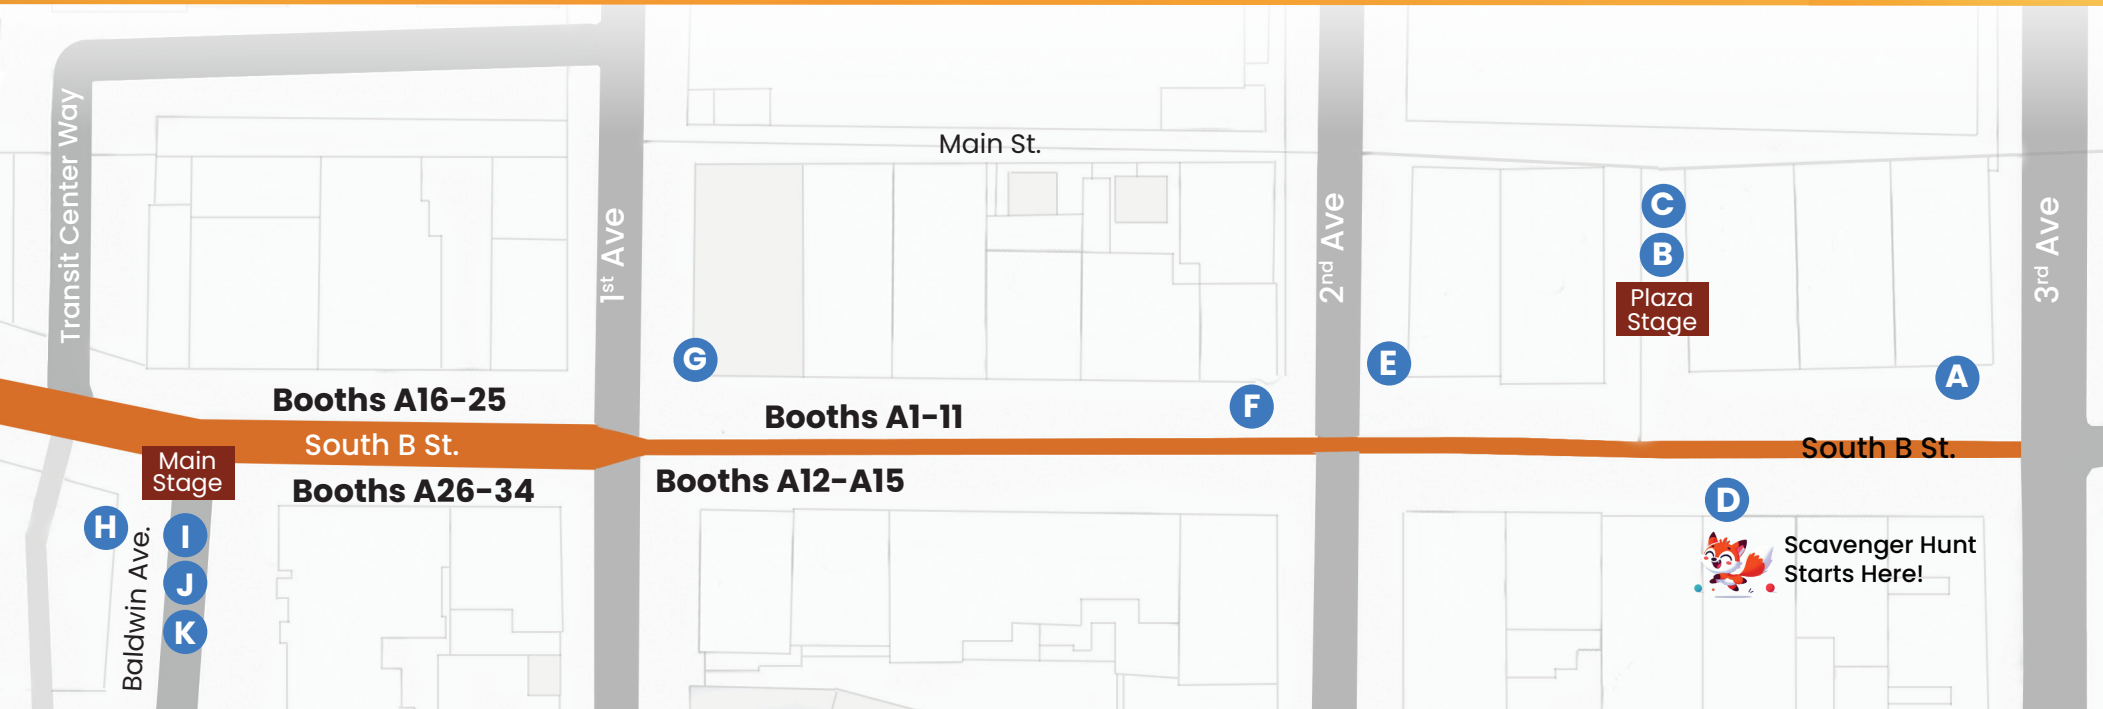 Main St.
Transit Center Way
1st Ave
2nd Ave
3rd Ave
C
B
Plaza
Stage
G
E
A
F
Booths A16-25
Booths A1-11
South B St.
South B St.
Main
Stage
Booths A26-34
Booths A12-A15
D
H
I
J
K
Baldwin Ave.
Scavenger Hunt
Starts Here!